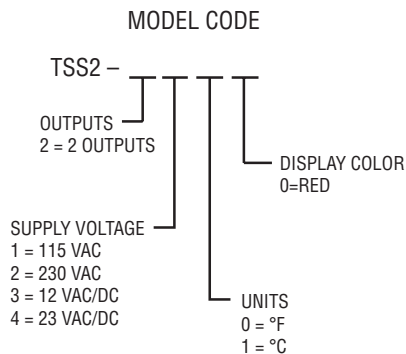 MODEL CODE
TSS2 –
OUTPUTS
2 = 2 OUTPUTS
DISPLAY COLOR
0=RED
SUPPLY VOLTAGE
1 = 115 VAC
2 = 230 VAC
3 = 12 VAC/DC
4 = 23 VAC/DC
UNITS
0 = °F
1 = °C